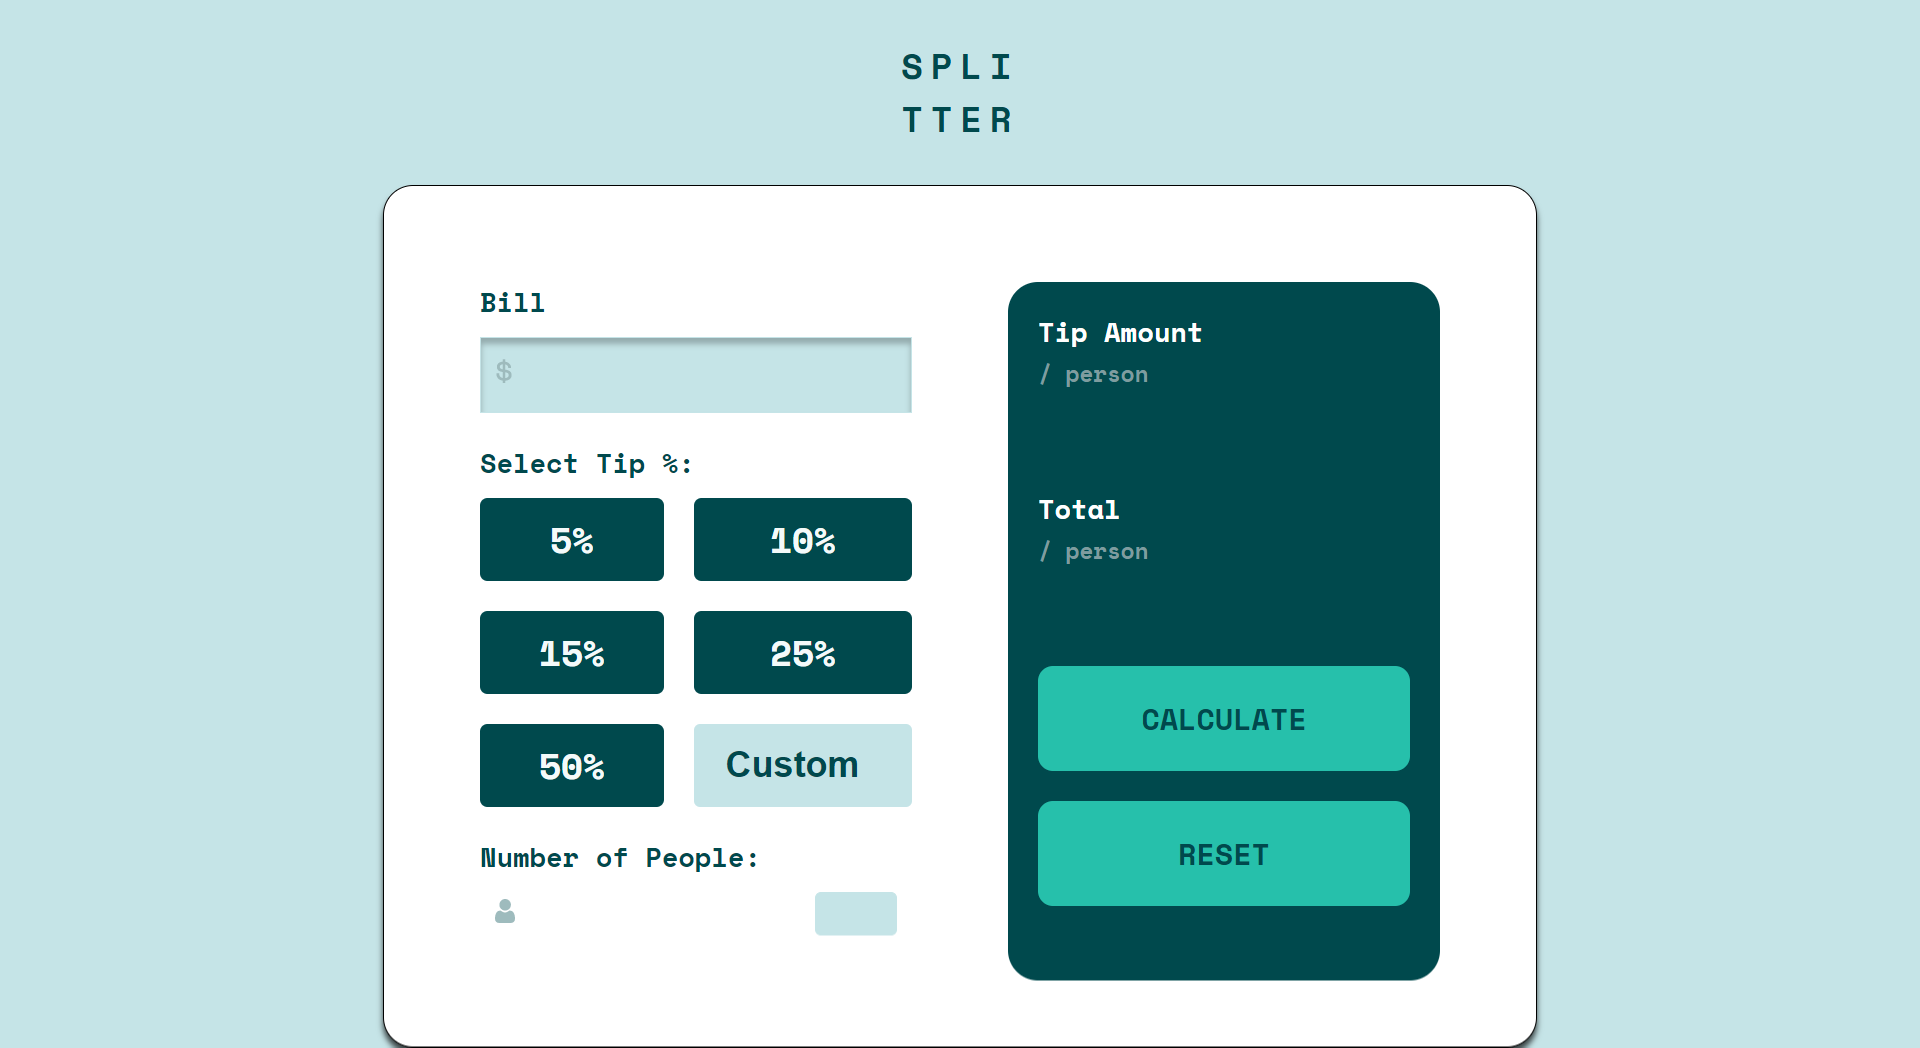 SPLI
TTER
Bill
$
Select Tip %:
5%
10%
15%
25%
50%
Custom
Number of People:
Tip Amount
/ person
Total
/ person
CALCULATE
RESET